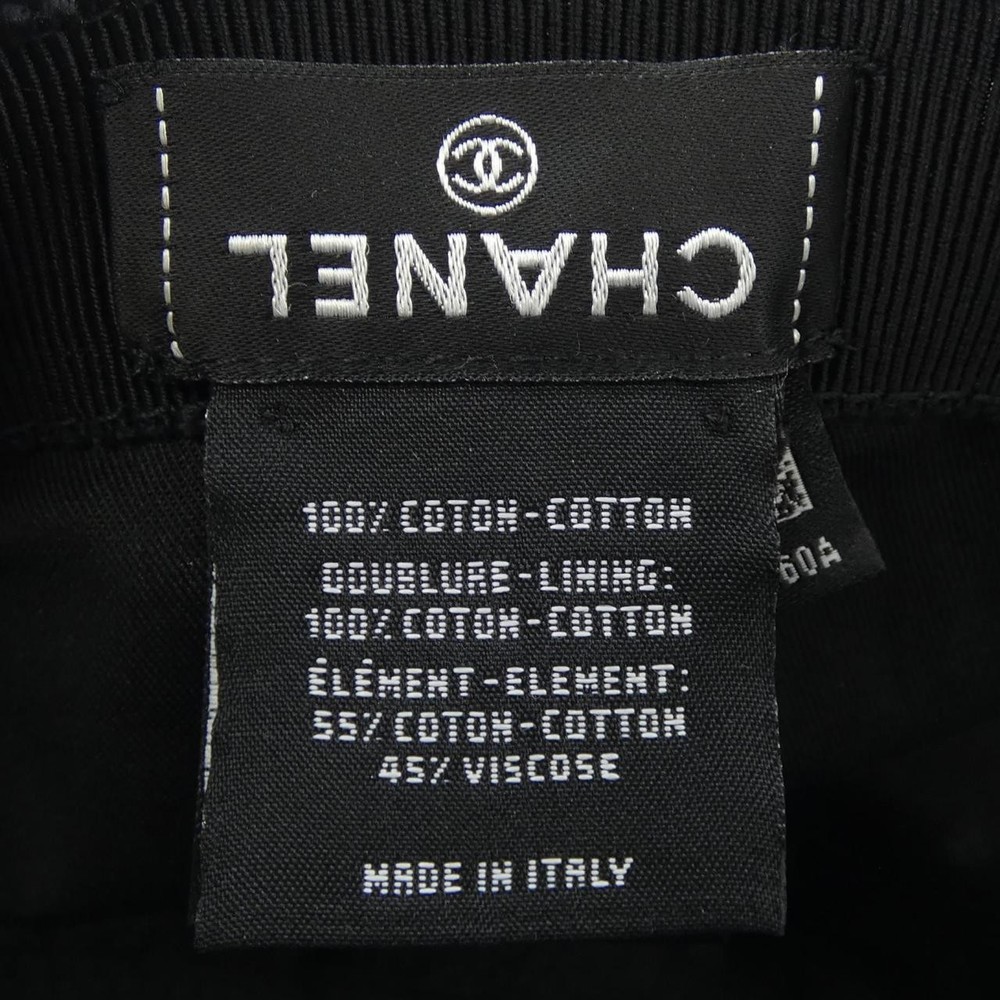 CHANEL
100% COTON-COTTON
DOUBLURE-LINING:
100% COTON-COTTON
ÉLÉMENT-ELEMENT:
55% COTON-COTTON
45% VISCOSE
MADE IN ITALY
60A